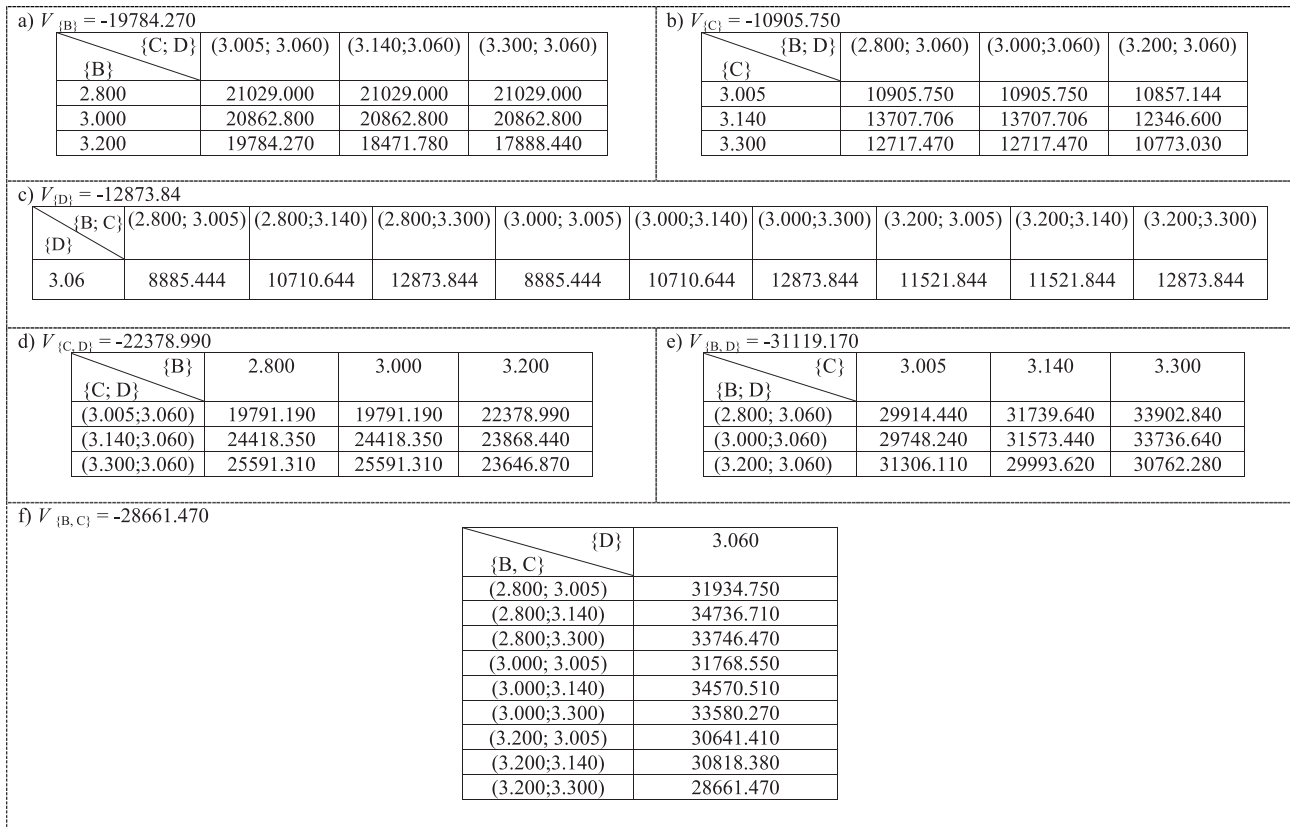 a) V {B} = -19784.270
{C; D} (3.005; 3.060) (3.140;3.060) (3.300; 3.060)
{B}
2.800 21029.000 21029.000 21029.000
3.000 20862.800 20862.800 20862.800
3.200 19784.270 18471.780 17888.440
b) V{C} = -10905.750
{B; D} (2.800; 3.060) (3.000;3.060) (3.200; 3.060)
{C}
3.005 10905.750 10905.750 10857.144
3.140 13707.706 13707.706 12346.600
3.300 12717.470 12717.470 10773.030
c) V{D} = -12873.84
{B; C} (2.800; 3.005) (2.800;3.140) (2.800;3.300) (3.000; 3.005) (3.000;3.140) (3.000;3.300) (3.200; 3.005) (3.200;3.140) (3.200;3.300)
{D}
3.06 8885.444 10710.644 12873.844 8885.444 10710.644 12873.844 11521.844 11521.844 12873.844
d) V {C, D} = -22378.990
{B} 2.800 3.000 3.200
{C; D}
(3.005;3.060) 19791.190 19791.190 22378.990
(3.140;3.060) 24418.350 24418.350 23868.440
(3.300;3.060) 25591.310 25591.310 23646.870
e) V {B, D} = -31119.170
{C} 3.005 3.140 3.300
{B; D}
(2.800; 3.060) 29914.440 31739.640 33902.840
(3.000;3.060) 29748.240 31573.440 33736.640
(3.200; 3.060) 31306.110 29993.620 30762.280
f) V {B, C} = -28661.470
{D} 3.060
{B, C}
(2.800; 3.005) 31934.750
(2.800;3.140) 34736.710
(2.800;3.300) 33746.470
(3.000; 3.005) 31768.550
(3.000;3.140) 34570.510
(3.000;3.300) 33580.270
(3.200; 3.005) 30641.410
(3.200;3.140) 30818.380
(3.200;3.300) 28661.470